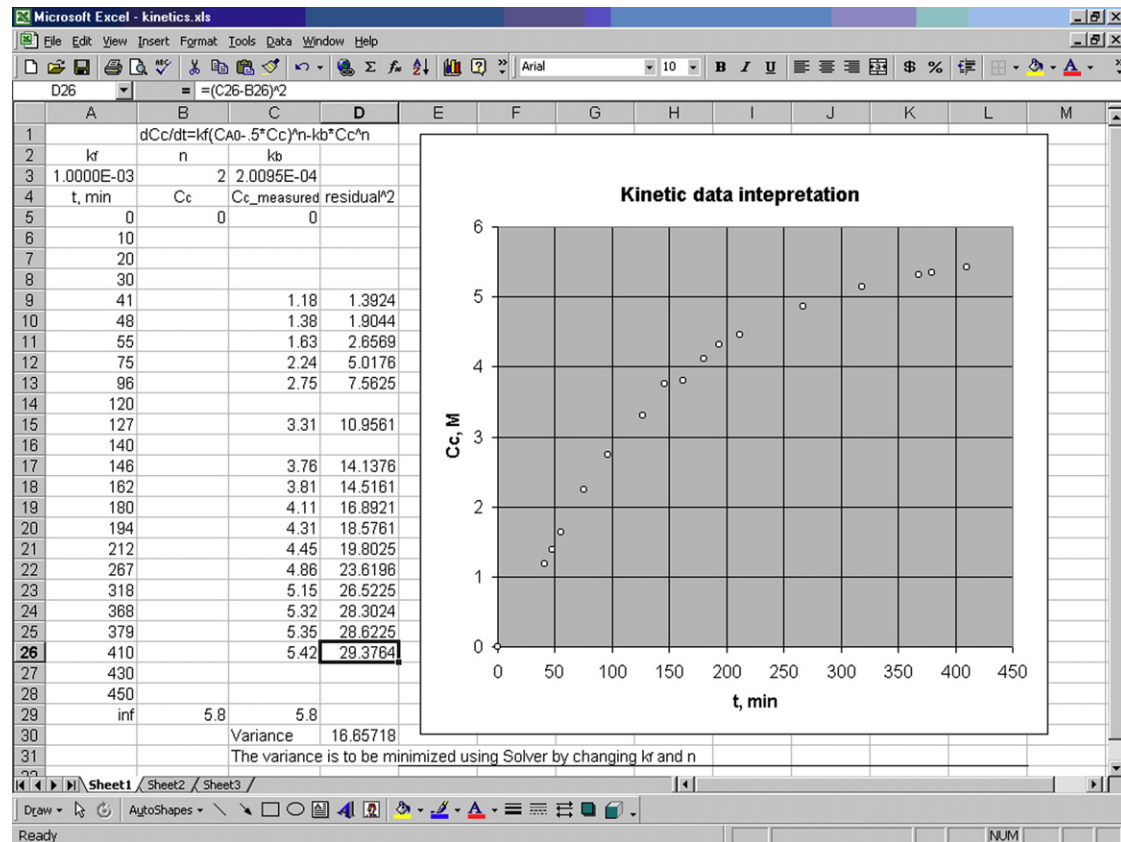 Microsoft Excel - kinetics.xls
File Edit View Insert Format Tools Data Window Help
Arial 10 B I U $ %
D26 = =(C26-B26)^2
A B C D E F G H I J K L M
1 dCc/dt=kf(CA0-.5*Cc)^n-kb*Cc^n
2 kf n kb
3 1.0000E-03 2 2.0095E-04
4 t, min Cc Cc_measured residual^2
5 0 0 0
6 10
7 20
8 30
9 41 1.18 1.3924
10 48 1.38 1.9044
11 55 1.63 2.6569
12 75 2.24 5.0176
13 96 2.75 7.5625
14 120
15 127 3.31 10.9561
16 140
17 146 3.76 14.1376
18 162 3.81 14.5161
19 180 4.11 16.8921
20 194 4.31 18.5761
21 212 4.45 19.8025
22 267 4.86 23.6196
23 318 5.15 26.5225
24 368 5.32 28.3024
25 379 5.35 28.6225
26 410 5.42 29.3764
27 430
28 450
29 inf 5.8 5.8
30 Variance 16.65718
31 The variance is to be minimized using Solver by changing kf and n
Kinetic data intepretation
Cc, M
6
5
4
3
2
1
0
0 50 100 150 200 250 300 350 400 450
t, min
Sheet1 Sheet2 Sheet3
Draw AutoShapes
Ready NUM